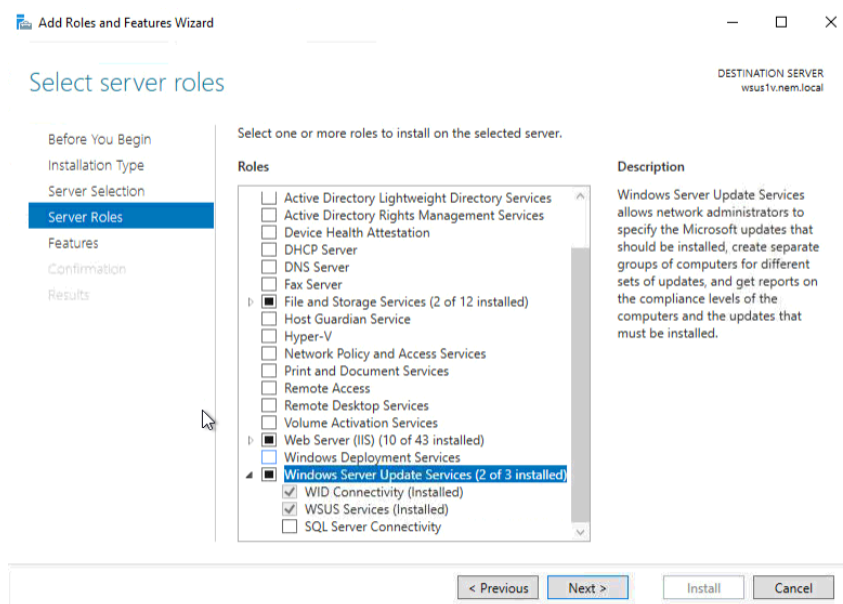 Add Roles and Features Wizard
Select server roles
DESTINATION SERVER
wsus1v.nem.local
Before You Begin
Installation Type
Server Selection
Server Roles
Features
Confirmation
Results
Select one or more roles to install on the selected server.
Roles
Active Directory Lightweight Directory Services
Active Directory Rights Management Services
Device Health Attestation
DHCP Server
DNS Server
Fax Server
File and Storage Services (2 of 12 installed)
Host Guardian Service
Hyper-V
Network Policy and Access Services
Print and Document Services
Remote Access
Remote Desktop Services
Volume Activation Services
Web Server (IIS) (10 of 43 installed)
Windows Deployment Services
Windows Server Update Services (2 of 3 installed)
WID Connectivity (Installed)
WSUS Services (Installed)
SQL Server Connectivity
Description
Windows Server Update Services
allows network administrators to
specify the Microsoft updates that
should be installed, create separate
groups of computers for different
sets of updates, and get reports on
the compliance levels of the
computers and the updates that
must be installed.
< Previous
Next >
Install
Cancel